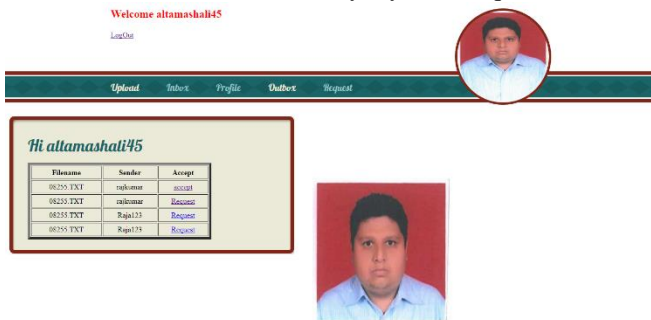 Welcome altamashali45
LogOut
Upload Inbox Profile Outbox Request
Hi altamashali45
Filename Sender Accept
08255.TXT rajkumar accept
08255.TXT rajkumar Request
08255.TXT Raja123 Request
08255.TXT Raja123 Request